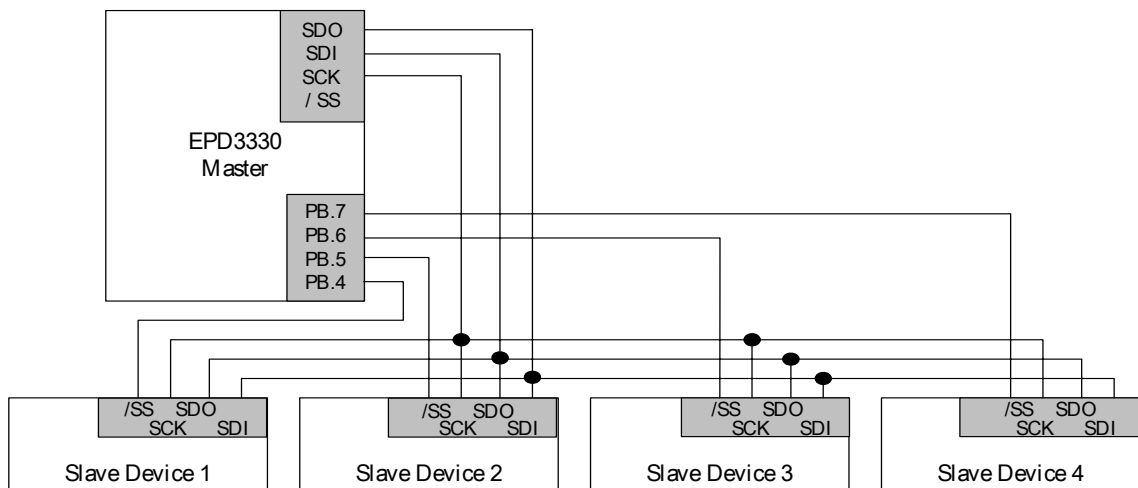 SDO
SDI
SCK
/ SS
EPD3330
Master
PB.7
PB.6
PB.5
PB.4
/SS SDO
SCK SDI
Slave Device 1
/SS SDO
SCK SDI
Slave Device 2
/SS SDO
SCK SDI
Slave Device 3
/SS SDO
SCK SDI
Slave Device 4